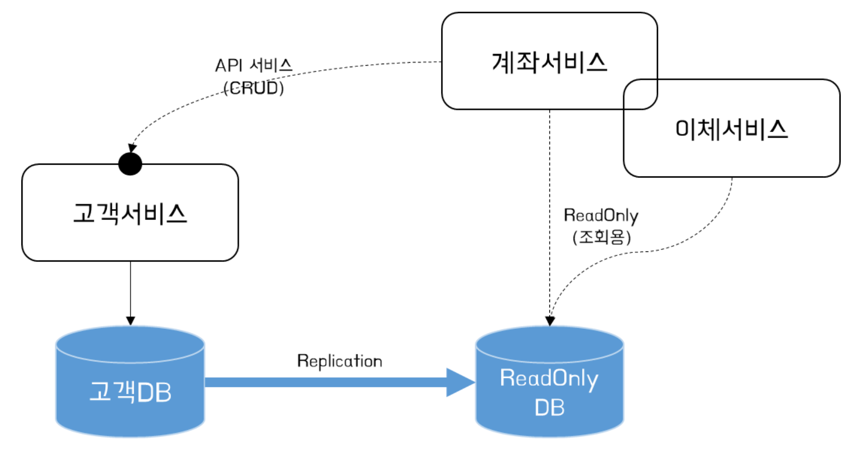 계좌서비스
API 서비스
(CRUD)
이체서비스
고객서비스
ReadOnly
(조회용)
Replication
고객DB
ReadOnly
DB